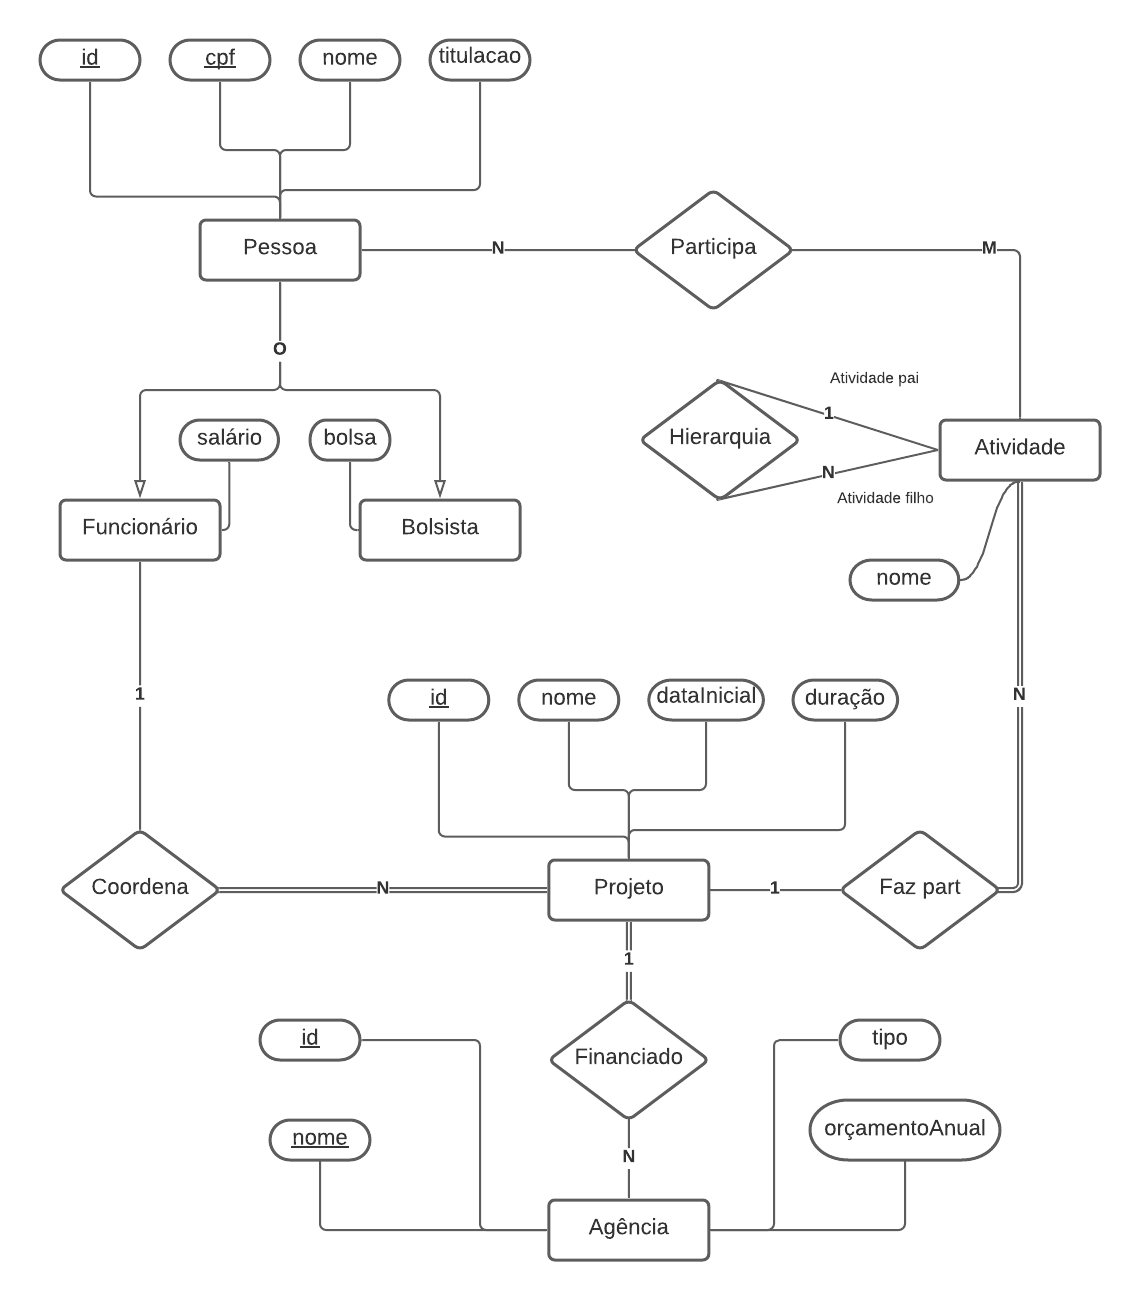 id
cpf
nome
titulacao
Pessoa
N
Participa
M
O
Atividade pai
1
Hierarquia
Atividade
N
Atividade filho
salário
bolsa
Funcionário
Bolsista
nome
1
id
nome
dataInicial
duração
N
Coordena
N
Projeto
1
Faz part
1
id
Financiado
tipo
nome
orçamentoAnual
N
Agência